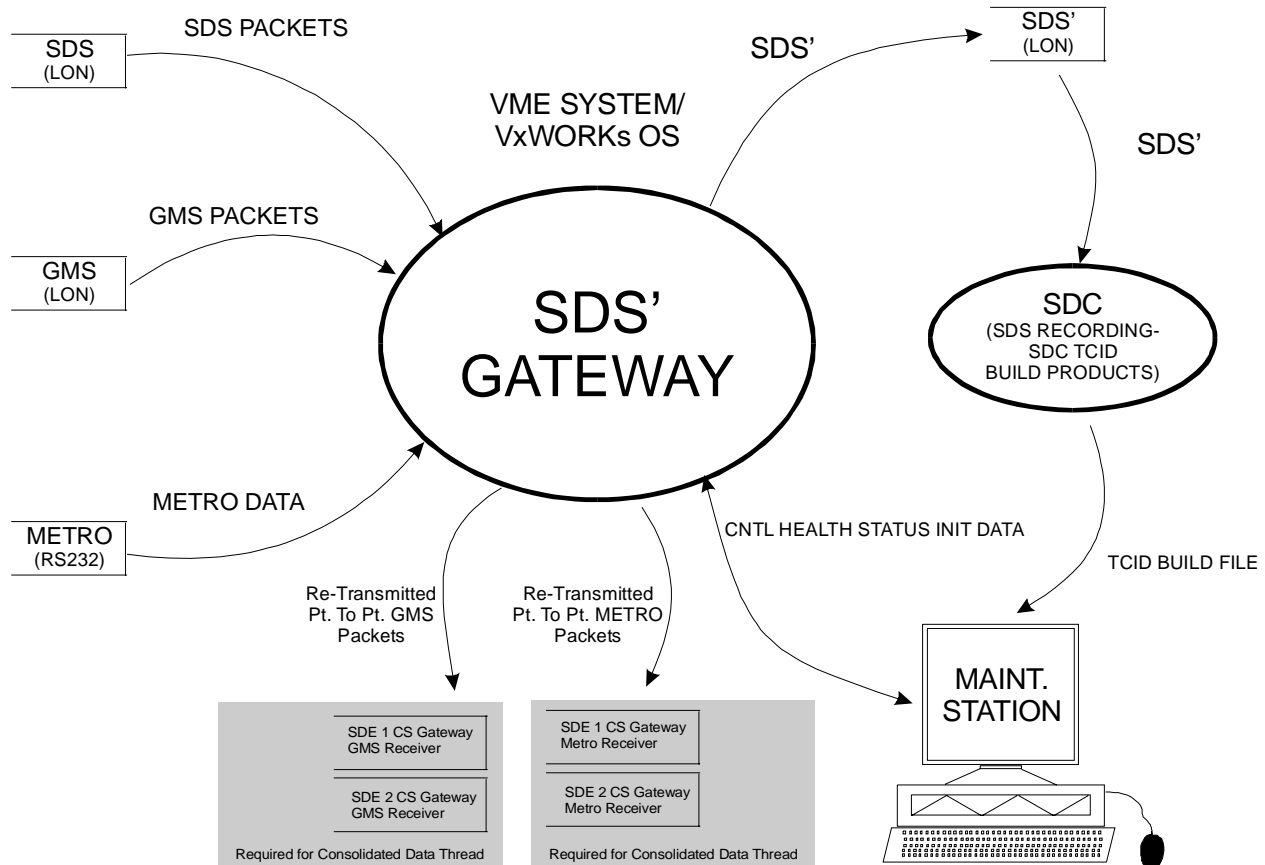 SDS PACKETS
SDS
(LON)
SDS'
SDS'
(LON)
VME SYSTEM/
VxWORKs OS
SDS'
GMS PACKETS
GMS
(LON)
SDS'
GATEWAY
SDC
(SDS RECORDING-
SDC TCID
BUILD PRODUCTS)
METRO DATA
METRO
(RS232)
CNTL HEALTH STATUS INIT DATA
TCID BUILD FILE
Re-Transmitted
Pt. To Pt. GMS
Packets
Re-Transmitted
Pt. To Pt. METRO
Packets
MAINT.
STATION
SDE 1 CS Gateway
GMS Receiver
SDE 2 CS Gateway
GMS Receiver
Required for Consolidated Data Thread
SDE 1 CS Gateway
Metro Receiver
SDE 2 CS Gateway
Metro Receiver
Required for Consolidated Data Thread